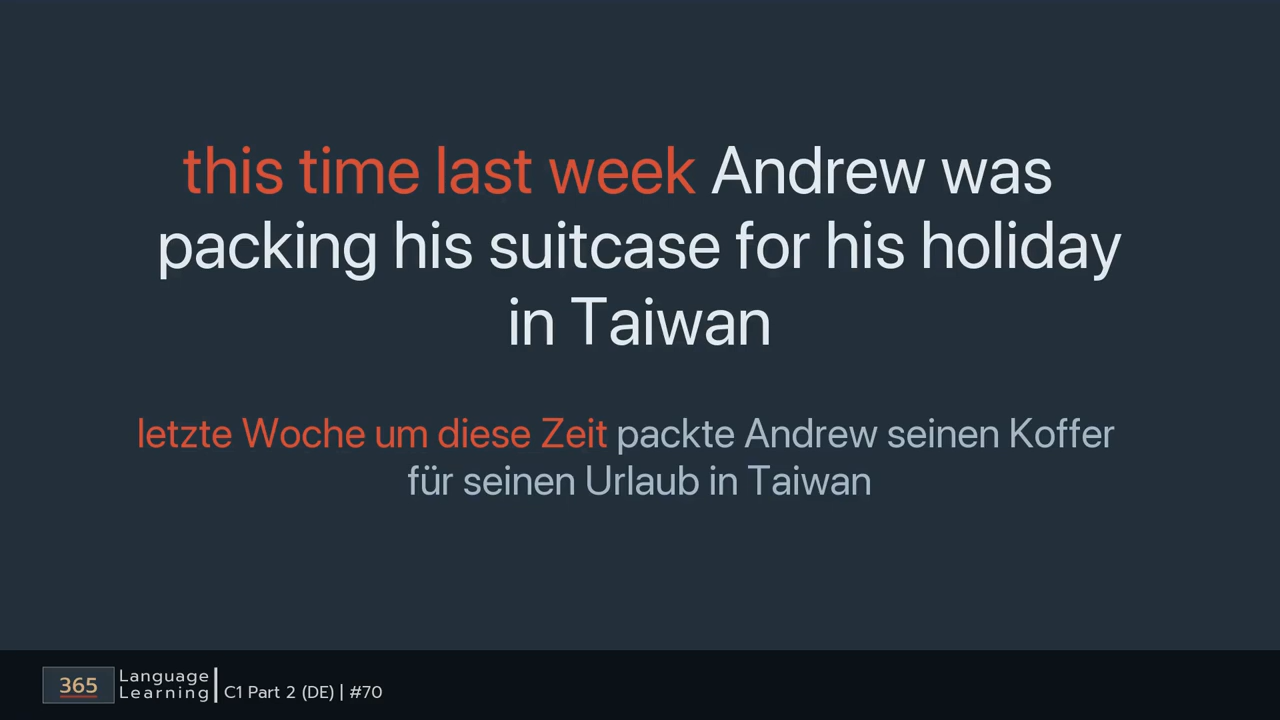 this time last week Andrew was
packing his suitcase for his holiday
in Taiwan
letzte Woche um diese Zeit packte Andrew seinen Koffer
für seinen Urlaub in Taiwan
365
Language
Learning
C1 Part 2 (DE) | #70